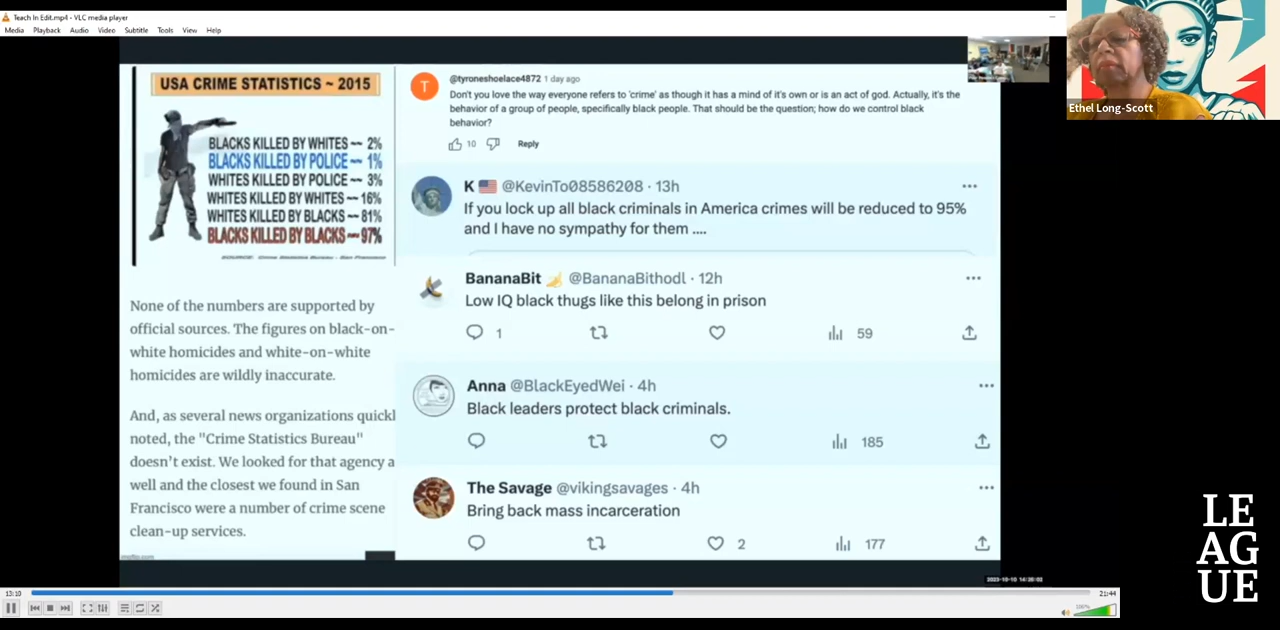 Teach In Edit.mp4 - VLC media player
Media Playback Audio Video Subtitle Tools View Help
USA CRIME STATISTICS ~ 2015
BLACKS KILLED BY WHITES ~~ 2%
BLACKS KILLED BY POLICE ~~ 1%
WHITES KILLED BY POLICE ~~ 3%
WHITES KILLED BY WHITES ~~ 16%
WHITES KILLED BY BLACKS ~~ 81%
BLACKS KILLED BY BLACKS ~~ 97%
SOURCE: Crime Statistics Bureau - San Francisco
None of the numbers are supported by
official sources. The figures on black-on-
white homicides and white-on-white
homicides are wildly inaccurate.
And, as several news organizations quickl
noted, the "Crime Statistics Bureau"
doesn't exist. We looked for that agency a
well and the closest we found in San
Francisco were a number of crime scene
clean-up services.
T
@tyroneshoelace4872 1 day ago
Don't you love the way everyone refers to 'crime' as though it has a mind of it's own or is an act of god. Actually, it's the
behavior of a group of people, specifically black people. That should be the question; how do we control black
behavior?
10 Reply
K @KevinTo08586208 · 13h
If you lock up all black criminals in America crimes will be reduced to 95%
and I have no sympathy for them ....
BananaBit @BananaBithodl · 12h
Low IQ black thugs like this belong in prison
1 59
Anna @BlackEyedWei · 4h
Black leaders protect black criminals.
185
The Savage @vikingsavages · 4h
Bring back mass incarceration
2 177
Ethel Long-Scott
LE
AG
UE
13:10
21:44